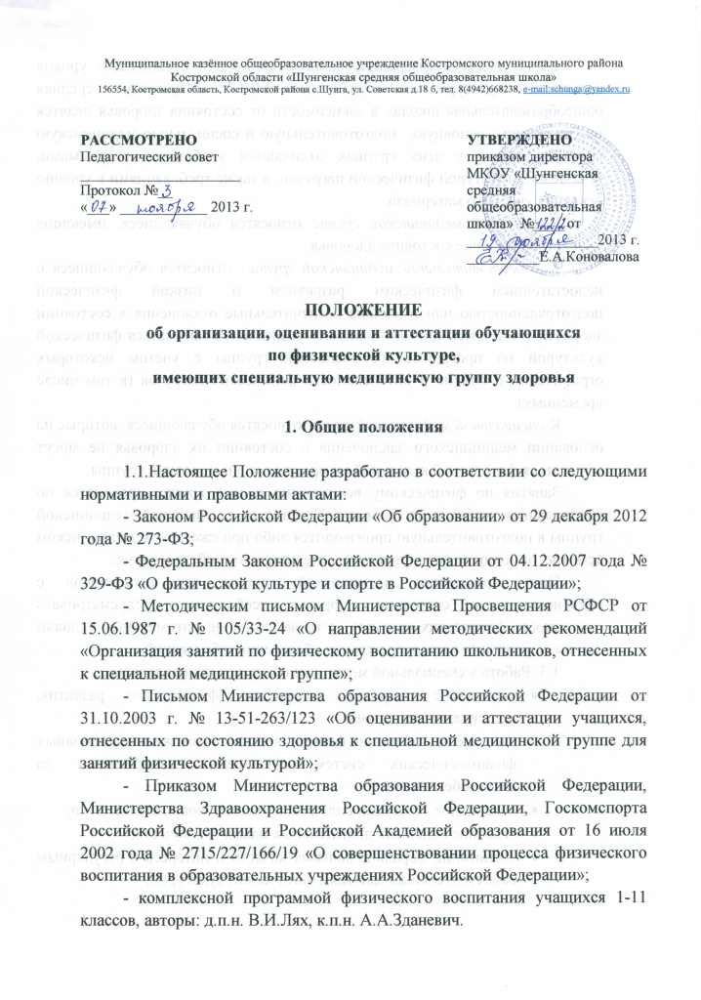 Муниципальное казённое общеобразовательное учреждение Костромского муниципального района
Костромской области «Шунгенская средняя общеобразовательная школа»
156554, Костромская область, Костромской района с.Шунга, ул. Советская д.18 б, тел. 8(4942)668238, e-mail:schunga@yandex.ru
РАССМОТРЕНО
Педагогический совет
Протокол № 3
«07» ноября 2013 г.
УТВЕРЖДЕНО
приказом директора
МКОУ «Шунгенская
средняя
общеобразовательная
школа» № 122/2 от
19 ноября 2013 г.
Е.А.Коновалова
ПОЛОЖЕНИЕ
об организации, оценивании и аттестации обучающихся
по физической культуре,
имеющих специальную медицинскую группу здоровья
1. Общие положения
1.1.Настоящее Положение разработано в соответствии со следующими
нормативными и правовыми актами:
- Законом Российской Федерации «Об образовании» от 29 декабря 2012
года № 273-ФЗ;
- Федеральным Законом Российской Федерации от 04.12.2007 года №
329-ФЗ «О физической культуре и спорте в Российской Федерации»;
- Методическим письмом Министерства Просвещения РСФСР от
15.06.1987 г. № 105/33-24 «О направлении методических рекомендаций
«Организация занятий по физическому воспитанию школьников, отнесенных
к специальной медицинской группе»;
- Письмом Министерства образования Российской Федерации от
31.10.2003 г. № 13-51-263/123 «Об оценивании и аттестации учащихся,
отнесенных по состоянию здоровья к специальной медицинской группе для
занятий физической культурой»;
- Приказом Министерства образования Российской Федерации,
Министерства Здравоохранения Российской Федерации, Госкомспорта
Российской Федерации и Российской Академией образования от 16 июля
2002 года № 2715/227/166/19 «О совершенствовании процесса физического
воспитания в образовательных учреждениях Российской Федерации»;
- комплексной программой физического воспитания учащихся 1-11
классов, авторы: д.п.н. В.И.Лях, к.п.н. А.А.Зданевич.